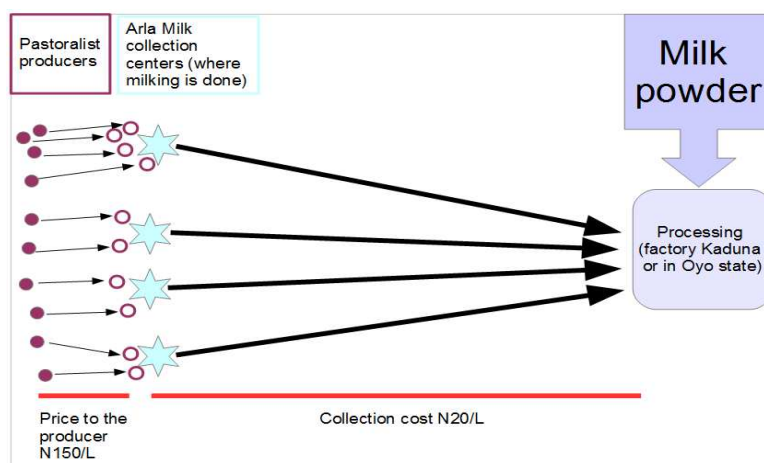 Pastoralist
producers
Arla Milk
collection
centers (where
milking is done)
Milk
powder
Processing
(factory Kaduna
or in Oyo state)
Price to the
producer
N150/L
Collection cost N20/L